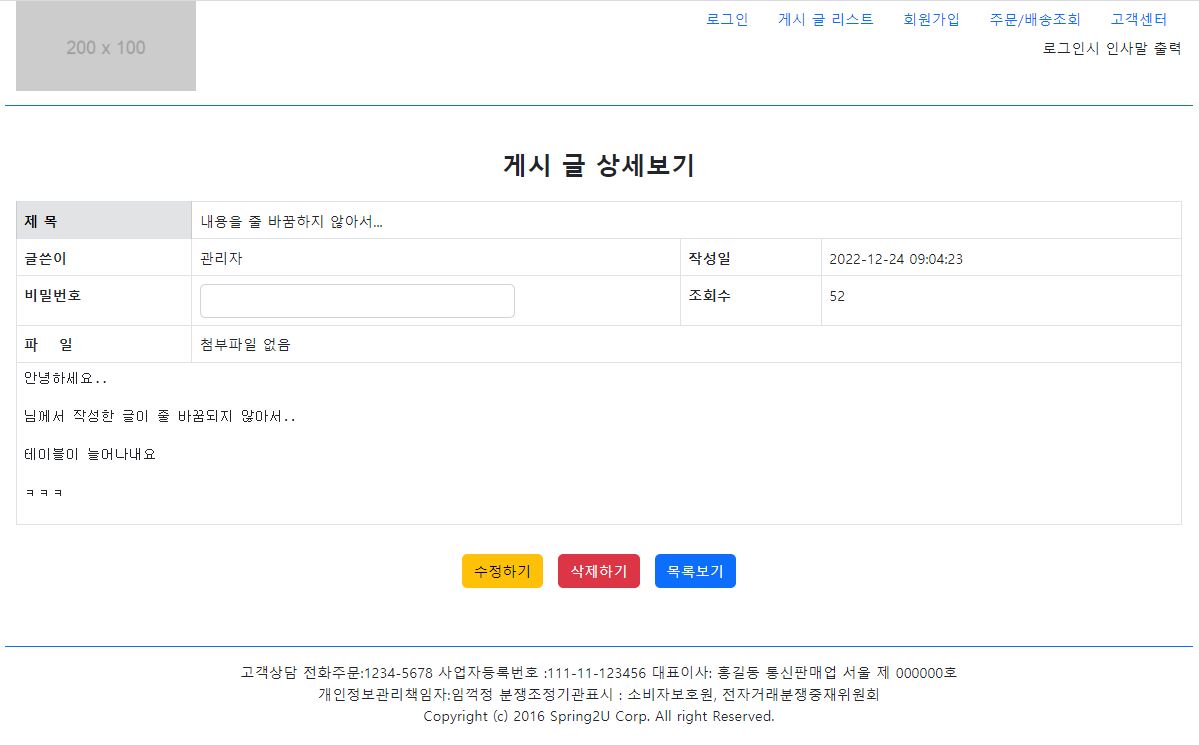 200 x 100
로그인 게시 글 리스트 회원가입 주문/배송조회 고객센터
로그인시 인사말 출력
게시 글 상세보기
제 목 내용을 줄 바꿈하지 않아서...
글쓴이 관리자 작성일 2022-12-24 09:04:23
비밀번호 조회수 52
파 일 첨부파일 없음
안녕하세요..
님께서 작성한 글이 줄 바꿈되지 않아서..
테이블이 늘어나내요
ㅋㅋㅋ
수정하기 삭제하기 목록보기
고객상담 전화주문:1234-5678 사업자등록번호 :111-11-123456 대표이사: 홍길동 통신판매업 서울 제 000000호
개인정보관리책임자:임꺽정 분쟁조정기관표시 : 소비자보호원, 전자거래분쟁중재위원회
Copyright (c) 2016 Spring2U Corp. All right Reserved.